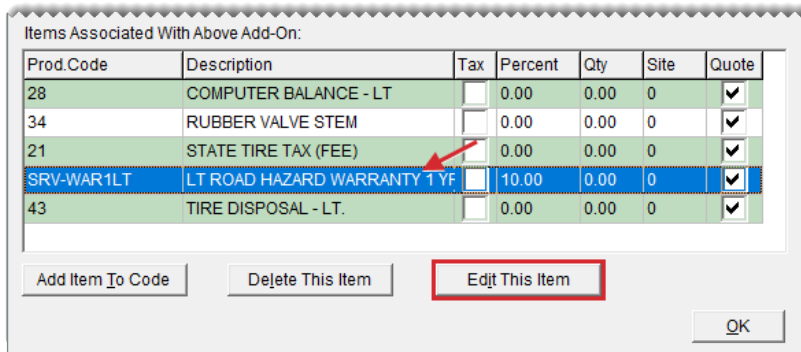 Items Associated With Above Add-On:
Prod.Code Description Tax Percent Qty Site Quote
28 COMPUTER BALANCE - LT 0.00 0.00 0
34 RUBBER VALVE STEM 0.00 0.00 0
21 STATE TIRE TAX (FEE) 0.00 0.00 0
SRV-WAR1LT LT ROAD HAZARD WARRANTY 1 YF 10.00 0.00 0
43 TIRE DISPOSAL - LT. 0.00 0.00 0
Add Item To Code Delete This Item Edit This Item
OK